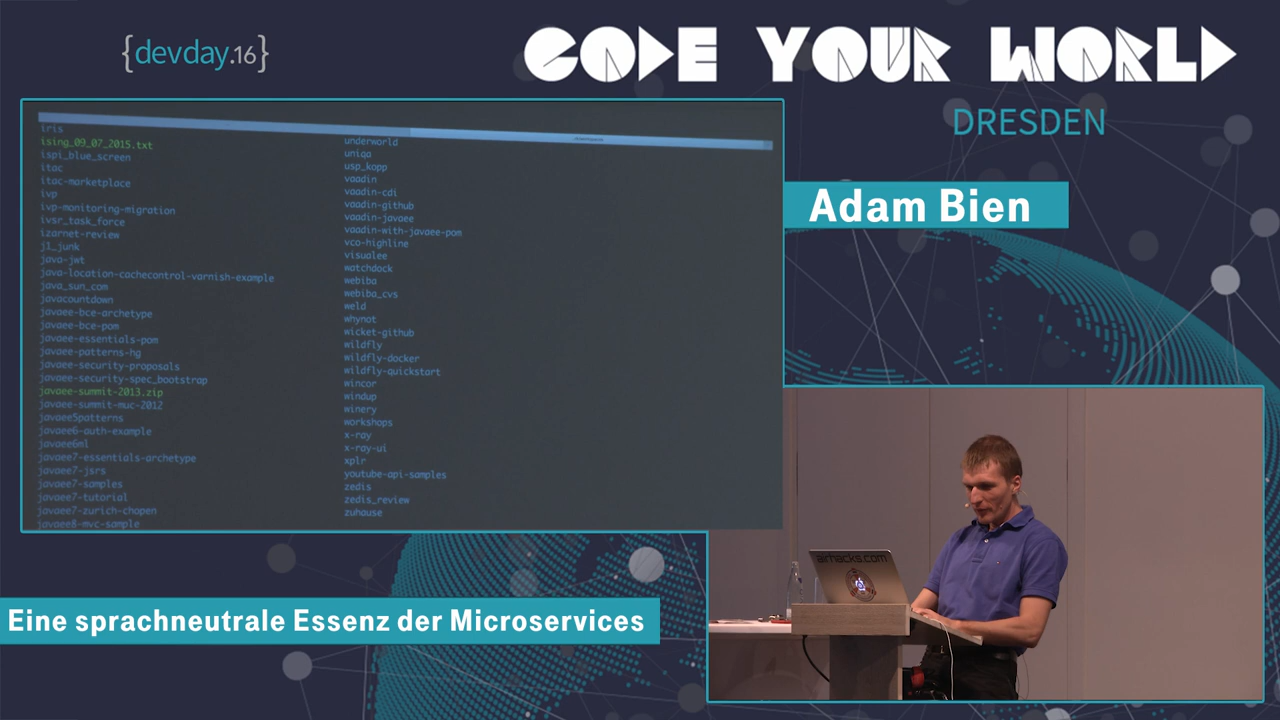 {devday.16}
CODE YOUR WORLD
DRESDEN
Adam Bien
iris
ising_09_07_2015.txt
ispi_blue_screen
itac
itac-marketplace
ivp
ivp-monitoring-migration
ivsr_task_force
izarnet-review
j1_junk
java-jwt
java-location-cachecontrol-varnish-example
java_sun_com
javacountdown
javaee-bce-archetype
javaee-bce-pom
javaee-essentials-pom
javaee-patterns-hg
javaee-security-proposals
javaee-security-spec_bootstrap
javaee-summit-2013.zip
javaee-summit-muc-2012
javaee5patterns
javaee6-auth-example
javaee6ml
javaee7-essentials-archetype
javaee7-jsrs
javaee7-samples
javaee7-tutorial
javaee7-zurich-chopen
javaee8-mvc-sample
underworld
uniqa
usp_kopp
vaadin
vaadin-cdi
vaadin-github
vaadin-javaee
vaadin-with-javaee-pom
vco-highline
visualee
watchdock
webiba
webiba_cvs
weld
whynot
wicket-github
wildfly
wildfly-docker
wildfly-quickstart
wincor
windup
winery
workshops
x-ray
x-ray-ui
xplr
youtube-api-samples
zedis
zedis_review
zuhause
airhacks.com
Eine sprachneutrale Essenz der Microservices